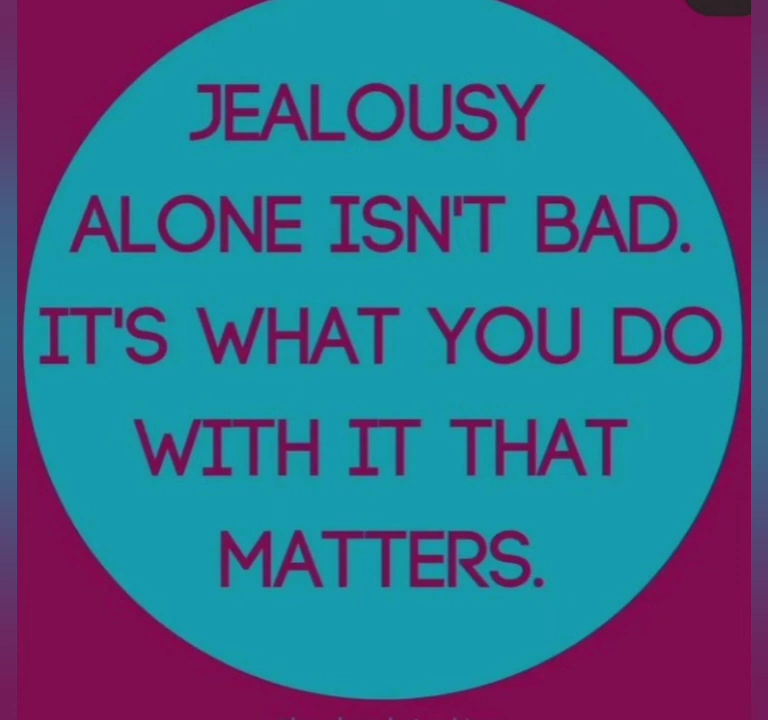 JEALOUSY
ALONE ISN'T BAD.
IT'S WHAT YOU DO
WITH IT THAT
MATTERS.